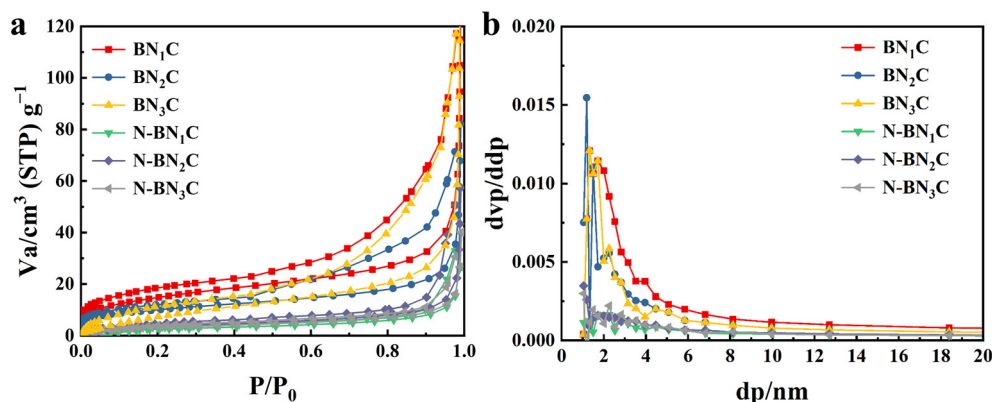 a
120
100
80
60
40
20
0
Va/cm³ (STP) g⁻¹
BN₁C
BN₂C
BN₃C
N-BN₁C
N-BN₂C
N-BN₃C
0.0 0.2 0.4 0.6 0.8 1.0
P/P₀
b
0.020
0.015
0.010
0.005
0.000
dvp/ddp
BN₁C
BN₂C
BN₃C
N-BN₁C
N-BN₂C
N-BN₃C
0 2 4 6 8 10 12 14 16 18 20
dp/nm